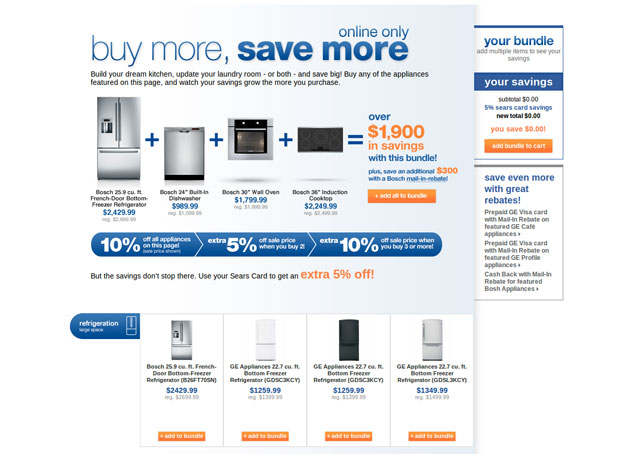 online only
buy more, save more
Build your dream kitchen, update your laundry room - or both - and save big! Buy any of the appliances
featured on this page, and watch your savings grow the more you purchase.
+ + + =
Bosch 25.9 cu. ft.
French-Door Bottom-
Freezer Refrigerator
$2,429.99
Bosch 24" Built-In
Dishwasher
$989.99
reg. $1,099.99
Bosch 30" Wall Oven
$1,799.99
reg. $1,999.99
Bosch 36" Induction
Cooktop
$2,249.99
reg. $2,499.99
over
$1,900
in savings
with this bundle!
plus, save an additional $300
with a Bosch mail-in-rebate!
+ add all to bundle
10% off all appliances
on this page!
(sale price shown)
extra 5% off sale price
when you buy 2!
extra 10% off sale price when
you buy 3 or more!
But the savings don't stop there. Use your Sears Card to get an extra 5% off!
refrigeration
large space
Bosch 25.9 cu. ft. French-
Door Bottom-Freezer
Refrigerator (B26FT70SN)
$2429.99
reg. $2699.99
+ add to bundle
GE Appliances 22.7 cu. ft.
Bottom Freezer
Refrigerator (GDSC3KCY)
$1259.99
reg. $1399.99
+ add to bundle
GE Appliances 22.7 cu. ft.
Bottom Freezer
Refrigerator (GDSC3KCY)
$1259.99
reg. $1399.99
+ add to bundle
GE Appliances 22.7 cu. ft.
Bottom Freezer
Refrigerator (GDSL3KCY)
$1349.99
reg. $1499.99
+ add to bundle
your bundle
add multiple items to see your
savings
your savings
subtotal $0.00
5% sears card savings
new total $0.00
you save $0.00!
add bundle to cart
save even more
with great
rebates!
Prepaid GE Visa card
with Mail-In Rebate on
featured GE Café
appliances
Prepaid GE Visa card
with Mail-In Rebate on
featured GE Profile
appliances
Cash Back with Mail-In
Rebate for featured
Bosh Appliances